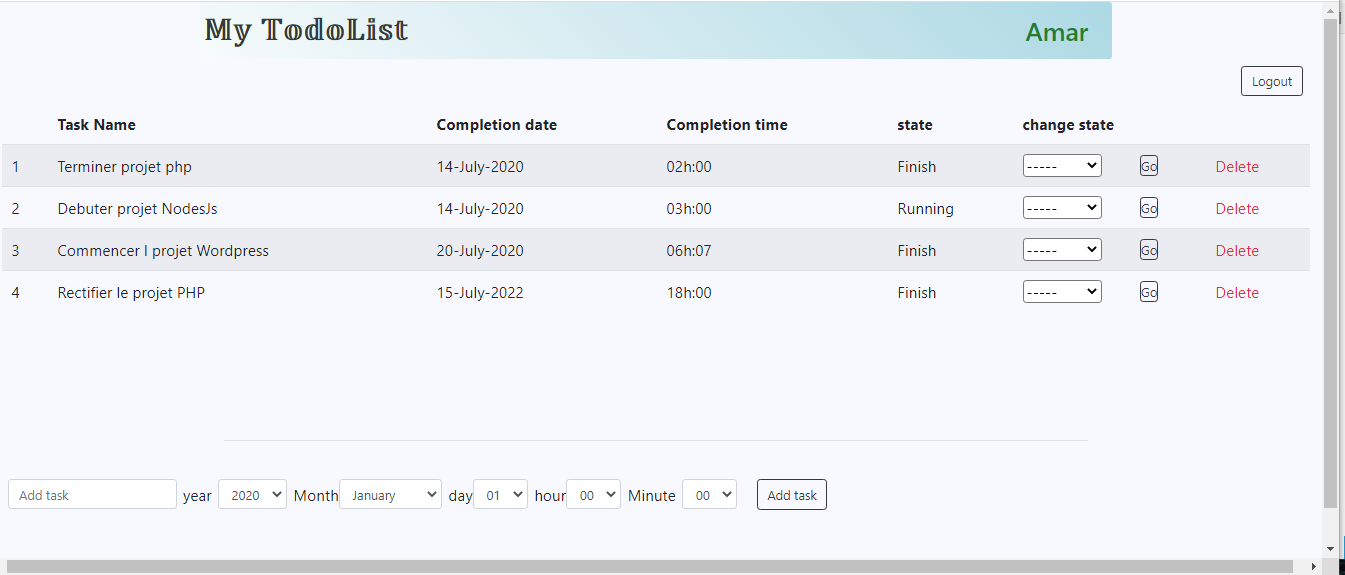 My TodoList Amar
Logout
Task Name Completion date Completion time state change state
1 Terminer projet php 14-July-2020 02h:00 Finish ----- Go Delete
2 Debuter projet NodesJs 14-July-2020 03h:00 Running ----- Go Delete
3 Commencer l projet Wordpress 20-July-2020 06h:07 Finish ----- Go Delete
4 Rectifier le projet PHP 15-July-2022 18h:00 Finish ----- Go Delete
Add task year 2020 Month January day 01 hour 00 Minute 00 Add task